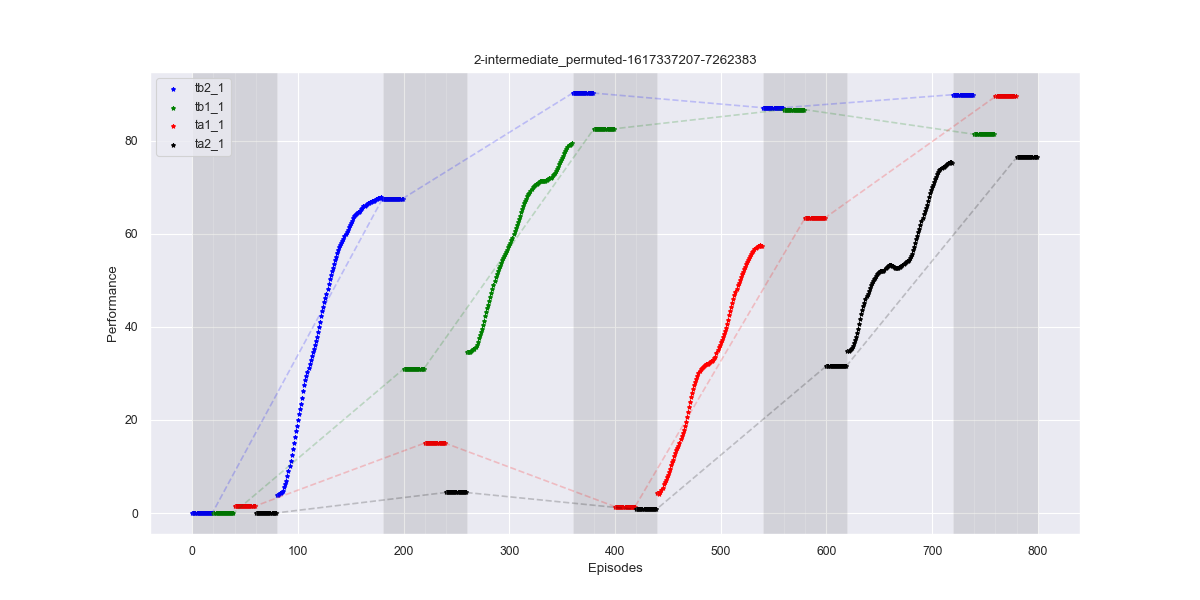 2-intermediate_permuted-1617337207-7262383
tb2_1
tb1_1
ta1_1
ta2_1
Performance
80
60
40
20
0
0 100 200 300 400 500 600 700 800
Episodes